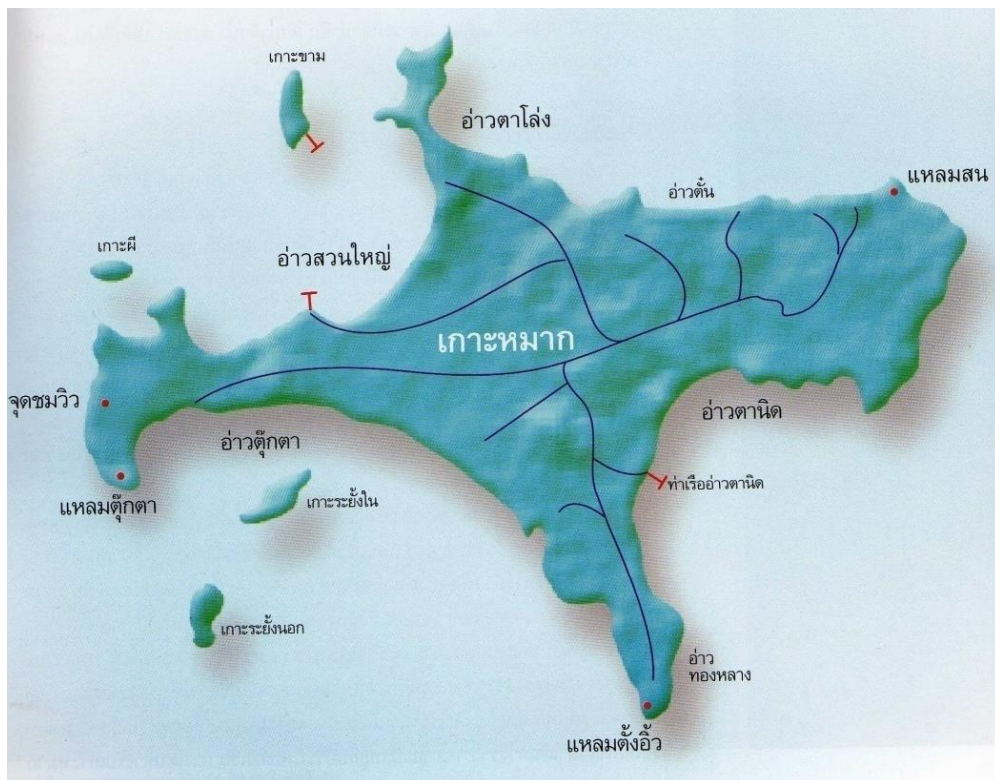 เกาะขาม
อ่าวตาโล่ง
แหลมสน
อ่าวตั๋น
เกาะผี
อ่าวสวนใหญ่
เกาะหมาก
จุดชมวิว
อ่าวตุ๊กตา
อ่าวตานิด
แหลมตุ๊กตา
เกาะระยั้งใน
ท่าเรืออ่าวตานิด
เกาะระยั้งนอก
อ่าว
ทองหลาง
แหลมตั้งอิ้ว